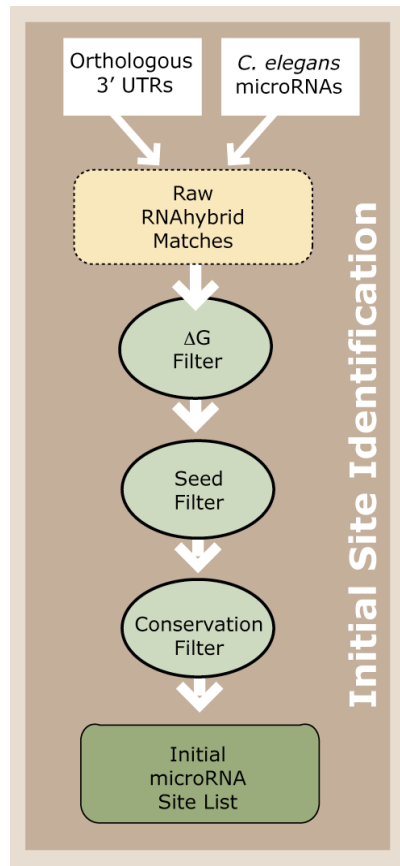 Orthologous
3’ UTRs
C. elegans
microRNAs
Raw
RNAhybrid
Matches
ΔG
Filter
Seed
Filter
Conservation
Filter
Initial
microRNA
Site List
Initial Site Identification